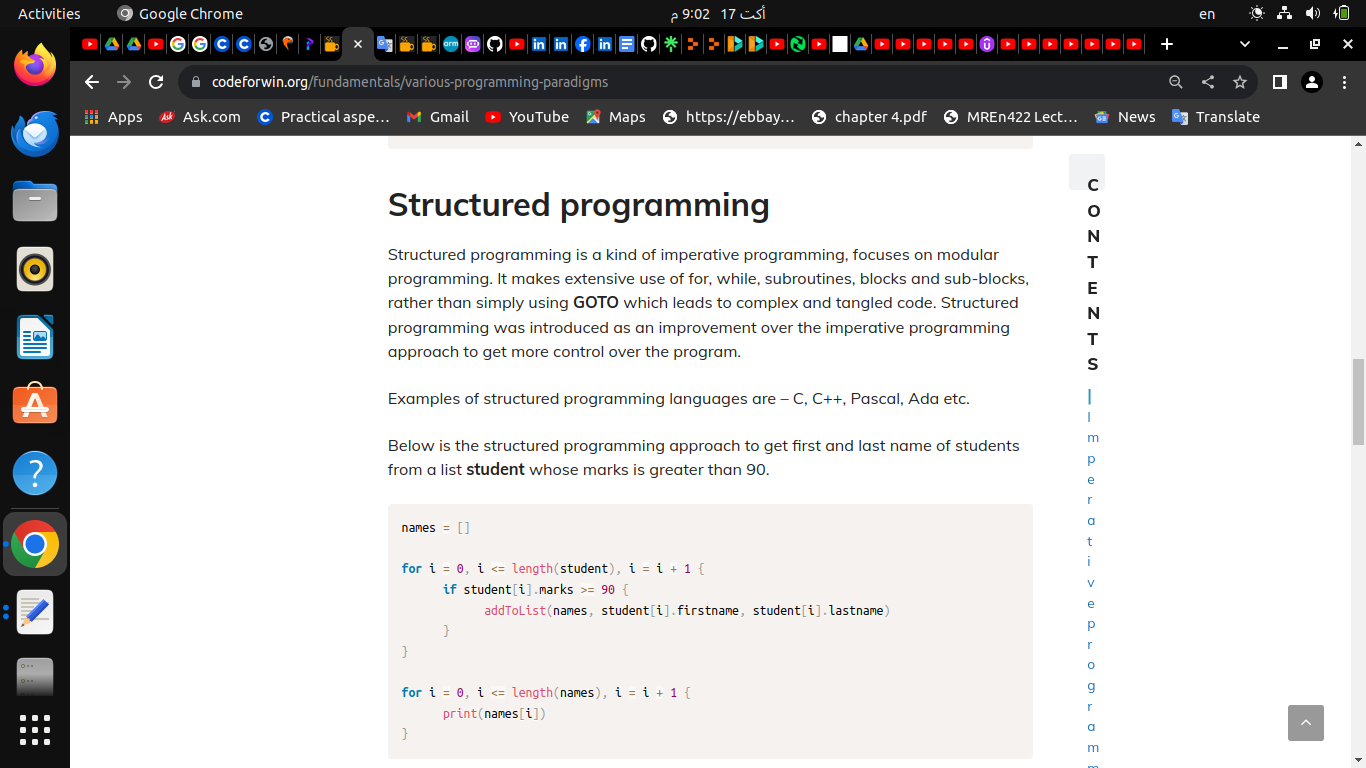 Activities
Google Chrome
أكت 17 9:02 م
en
codeforwin.org/fundamentals/various-programming-paradigms
Apps
Ask.com
Practical aspe…
Gmail
YouTube
Maps
https://ebbay…
chapter 4.pdf
MREn422 Lect…
News
Translate
Structured programming
Structured programming is a kind of imperative programming, focuses on modular
programming. It makes extensive use of for, while, subroutines, blocks and sub-blocks,
rather than simply using GOTO which leads to complex and tangled code. Structured
programming was introduced as an improvement over the imperative programming
approach to get more control over the program.
Examples of structured programming languages are – C, C++, Pascal, Ada etc.
Below is the structured programming approach to get first and last name of students
from a list student whose marks is greater than 90.
names = []
for i = 0, i <= length(student), i = i + 1 {
if student[i].marks >= 90 {
addToList(names, student[i].firstname, student[i].lastname)
}
}
for i = 0, i <= length(names), i = i + 1 {
print(names[i])
}
C
O
N
T
E
N
T
S
|
I
m
p
e
r
a
t
i
v
e
p
r
o
g
r
a
m